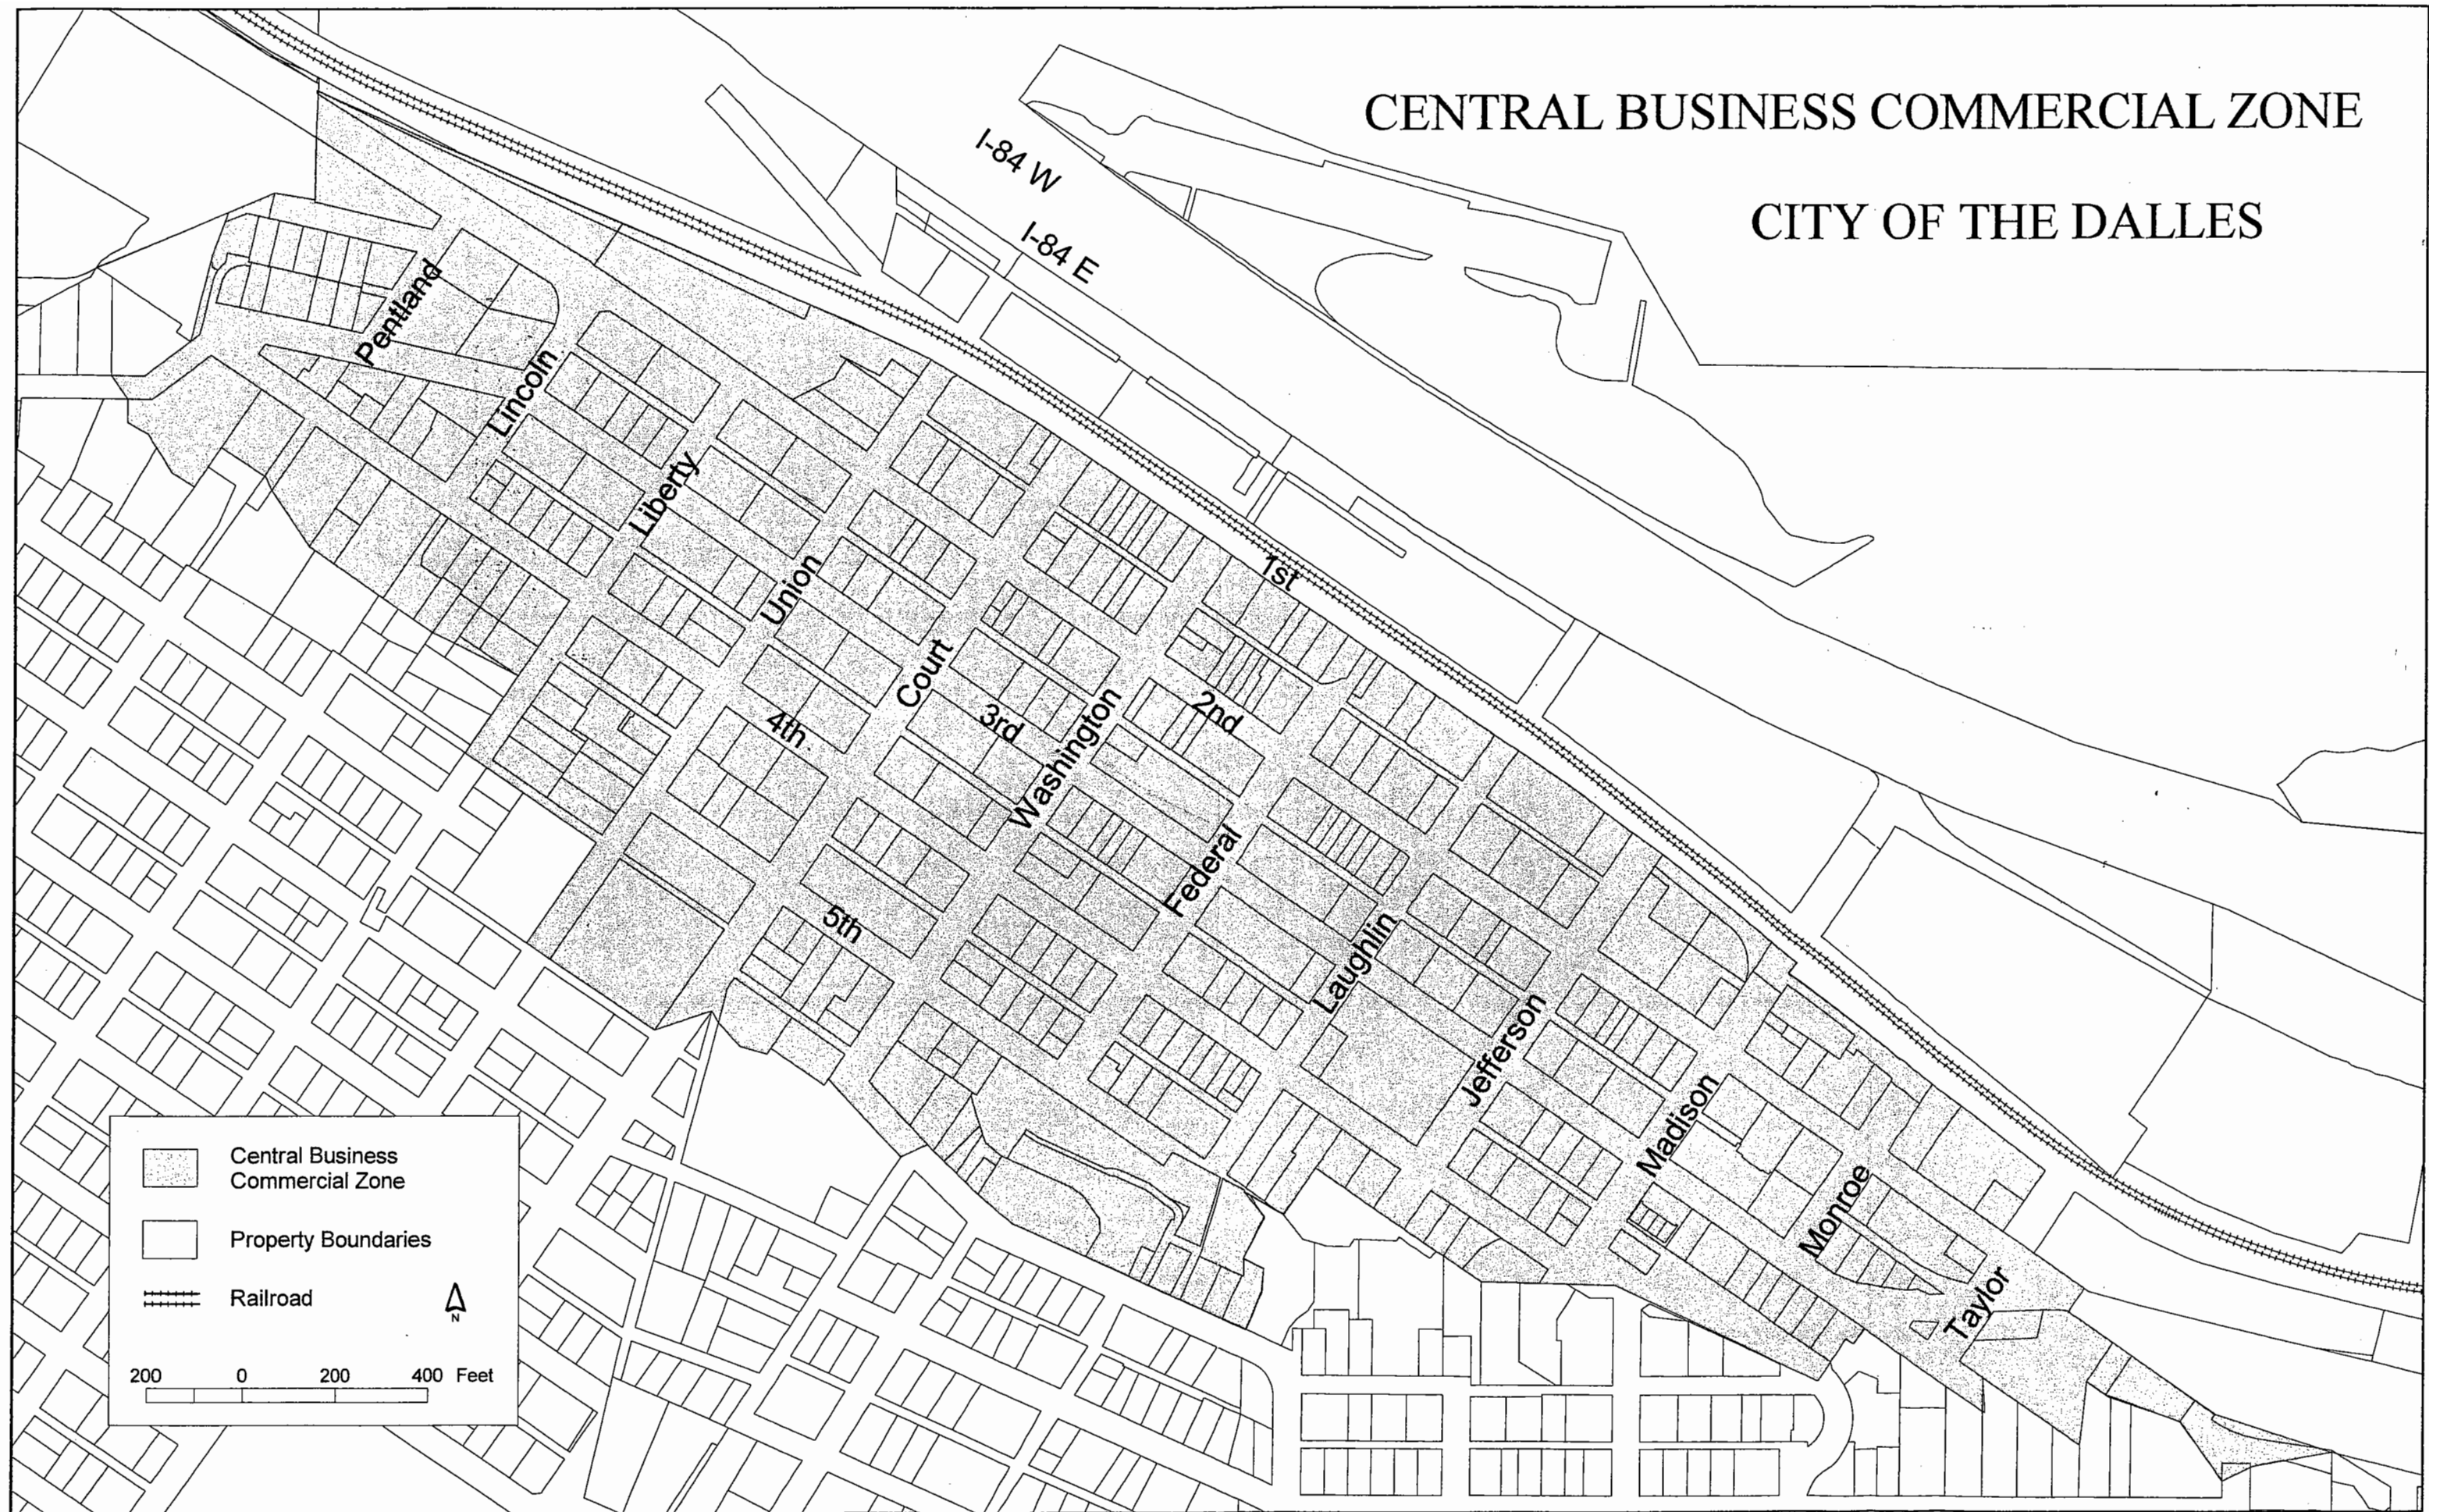 CENTRAL BUSINESS COMMERCIAL ZONE
CITY OF THE DALLES
I-84 W
I-84 E
Pentland
Lincoln
Liberty
Union
Court
Washington
Federal
Laughlin
Jefferson
Madison
Monroe
Taylor
1st
2nd
3rd
4th
5th
Central Business
Commercial Zone
Property Boundaries
Railroad
N
200 0 200 400 Feet